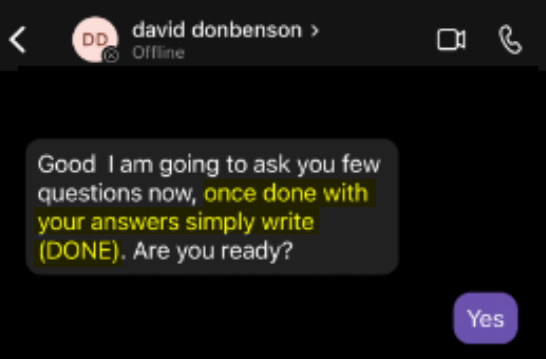 DD
david donbenson >
Offline
Good I am going to ask you few
questions now, once done with
your answers simply write
(DONE). Are you ready?
Yes